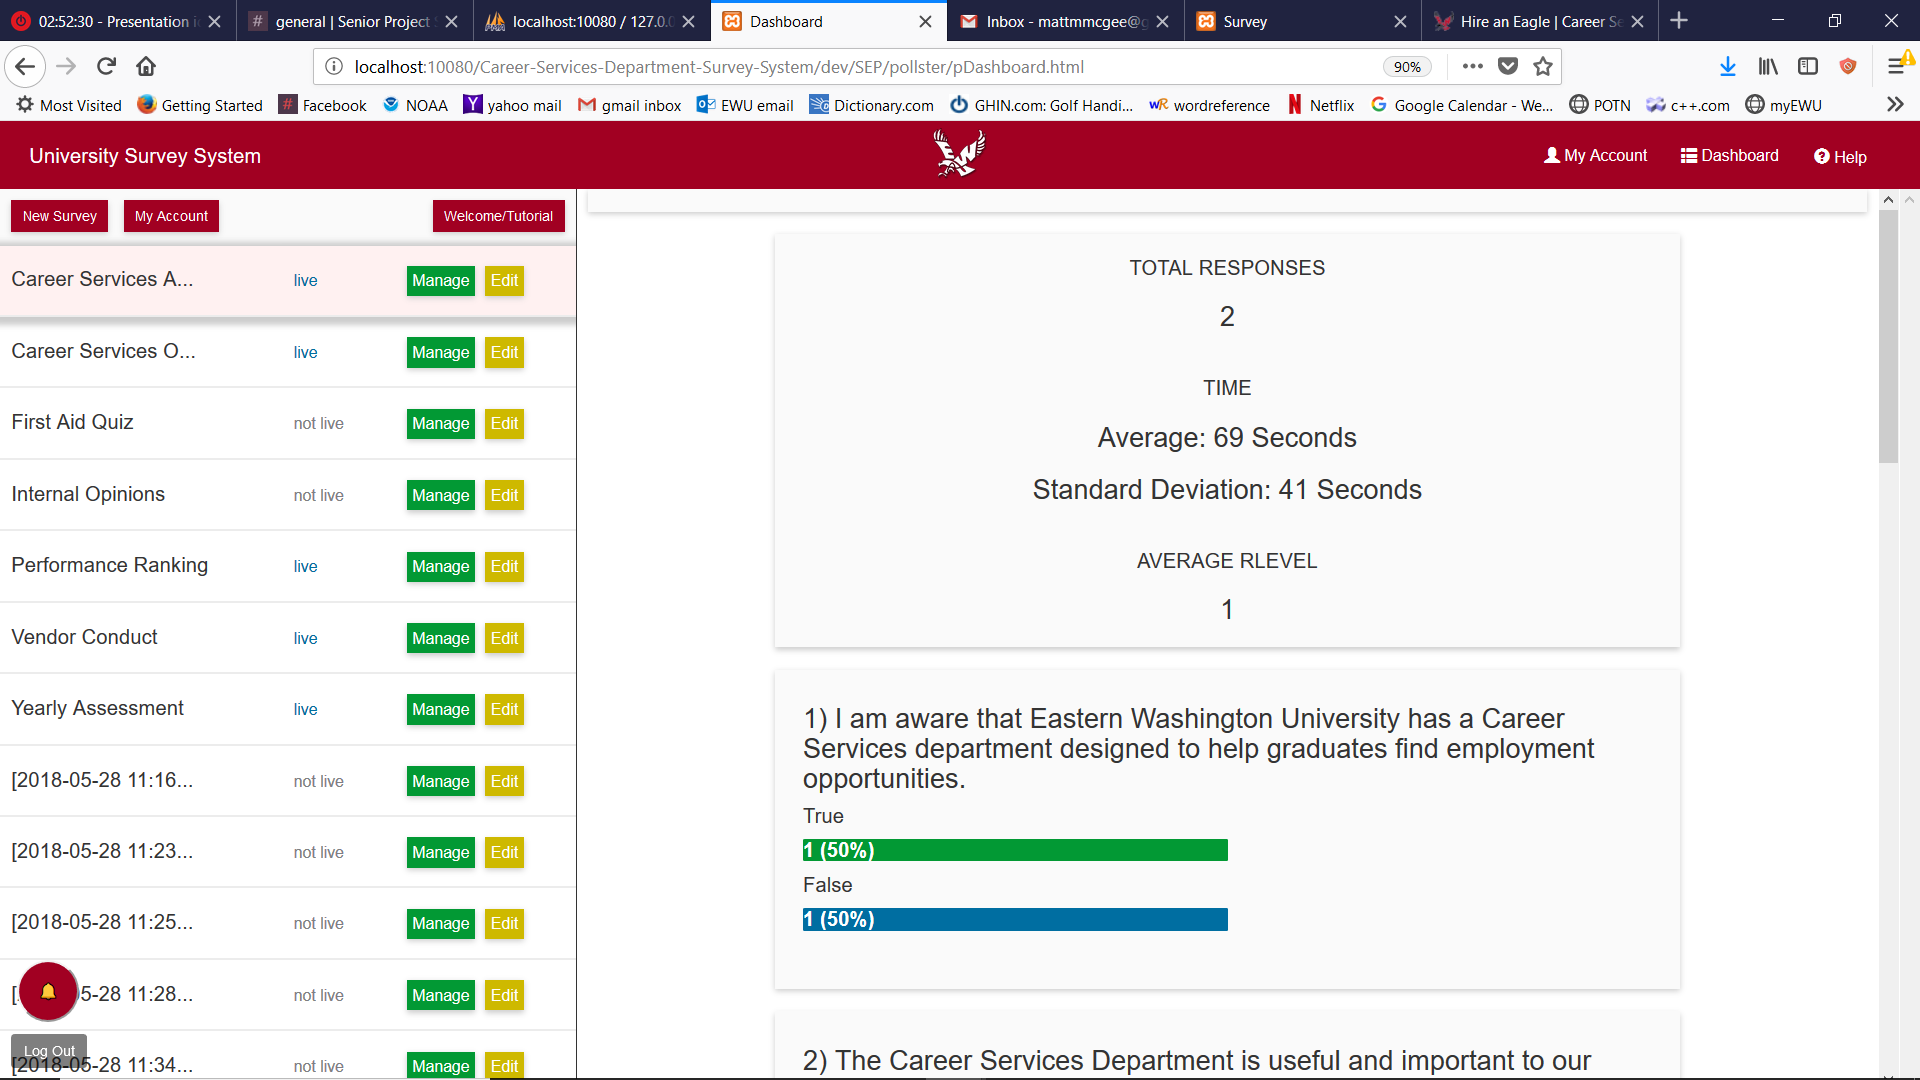 02:52:30 - Presentation
general | Senior Project
localhost:10080 / 127.0.0
Dashboard
Inbox - mattmmcgee@g
Survey
Hire an Eagle | Career Se
localhost:10080/Career-Services-Department-Survey-System/dev/SEP/pollster/pDashboard.html
90%
Most Visited
Getting Started
Facebook
NOAA
yahoo mail
gmail inbox
EWU email
Dictionary.com
GHIN.com: Golf Handi...
wordreference
Netflix
Google Calendar - We...
POTN
c++.com
myEWU
University Survey System
My Account
Dashboard
Help
New Survey
My Account
Welcome/Tutorial
Career Services A... live Manage Edit
Career Services O... live Manage Edit
First Aid Quiz not live Manage Edit
Internal Opinions not live Manage Edit
Performance Ranking live Manage Edit
Vendor Conduct live Manage Edit
Yearly Assessment live Manage Edit
[2018-05-28 11:16... not live Manage Edit
[2018-05-28 11:23... not live Manage Edit
[2018-05-28 11:25... not live Manage Edit
5-28 11:28... not live Manage Edit
Log Out
[2018-05-28 11:34... not live Manage Edit
TOTAL RESPONSES
2
TIME
Average: 69 Seconds
Standard Deviation: 41 Seconds
AVERAGE RLEVEL
1
1) I am aware that Eastern Washington University has a Career
Services department designed to help graduates find employment
opportunities.
True
1 (50%)
False
1 (50%)
2) The Career Services Department is useful and important to our